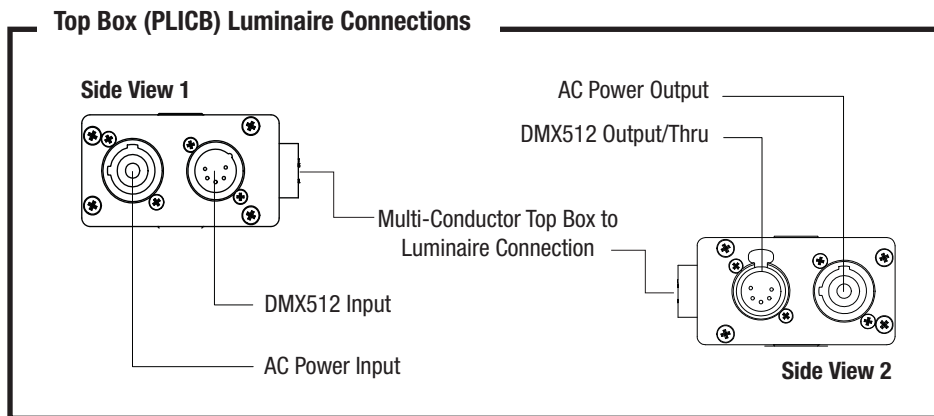 Top Box (PLICB) Luminaire Connections
Side View 1
AC Power Output
DMX512 Output/Thru
Multi-Conductor Top Box to
Luminaire Connection
DMX512 Input
AC Power Input
Side View 2